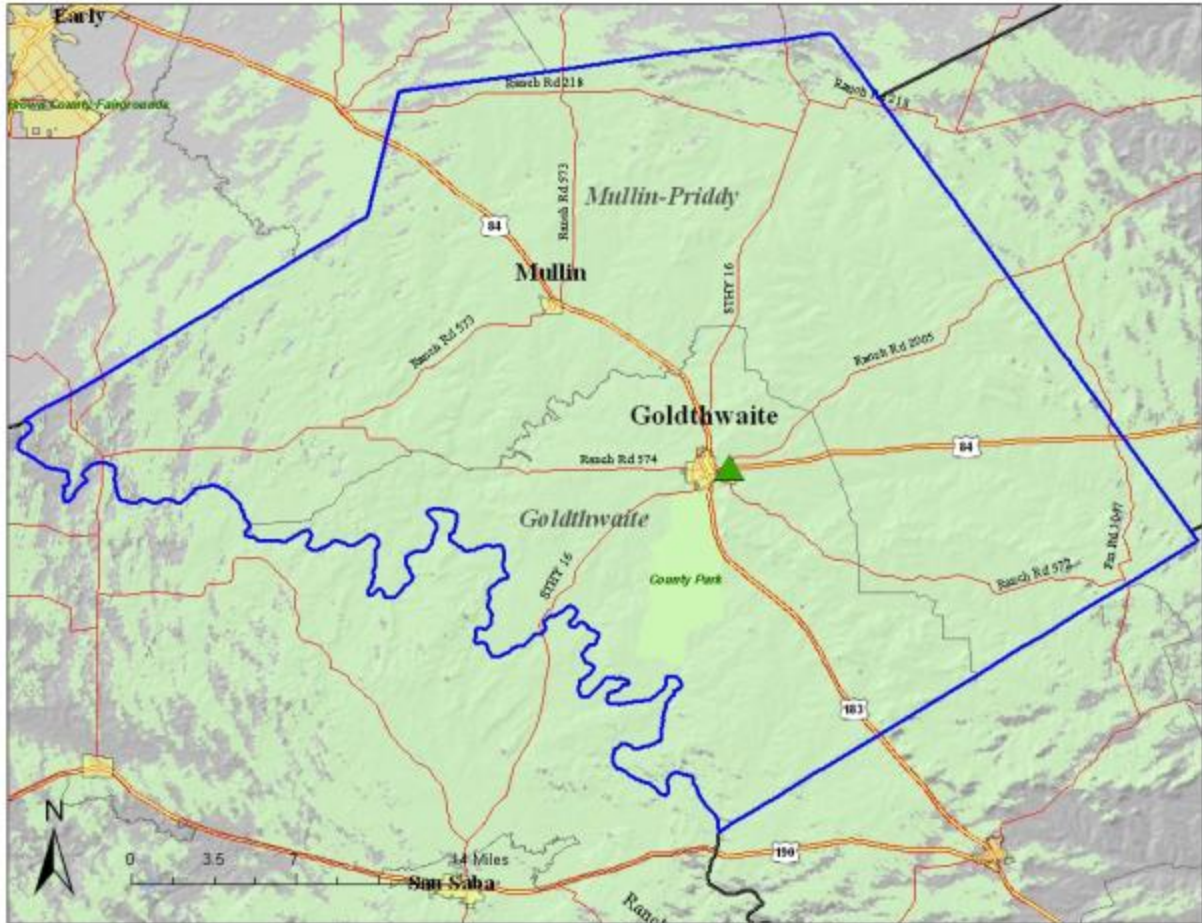 Early
Brown County Fairgrounds
Ranch Rd 218
Ranch Rd 218
Ranch Rd 573
Mullin-Priddy
84
Mullin
STHY 16
Ranch Rd 573
Ranch Rd 2005
Goldthwaite
84
Ranch Rd 574
Goldthwaite
STHY 16
County Park
Ranch Rd 572
Fm Rd 1047
183
N
0 3.5 7 14 Miles
190
San Saba
Ranch